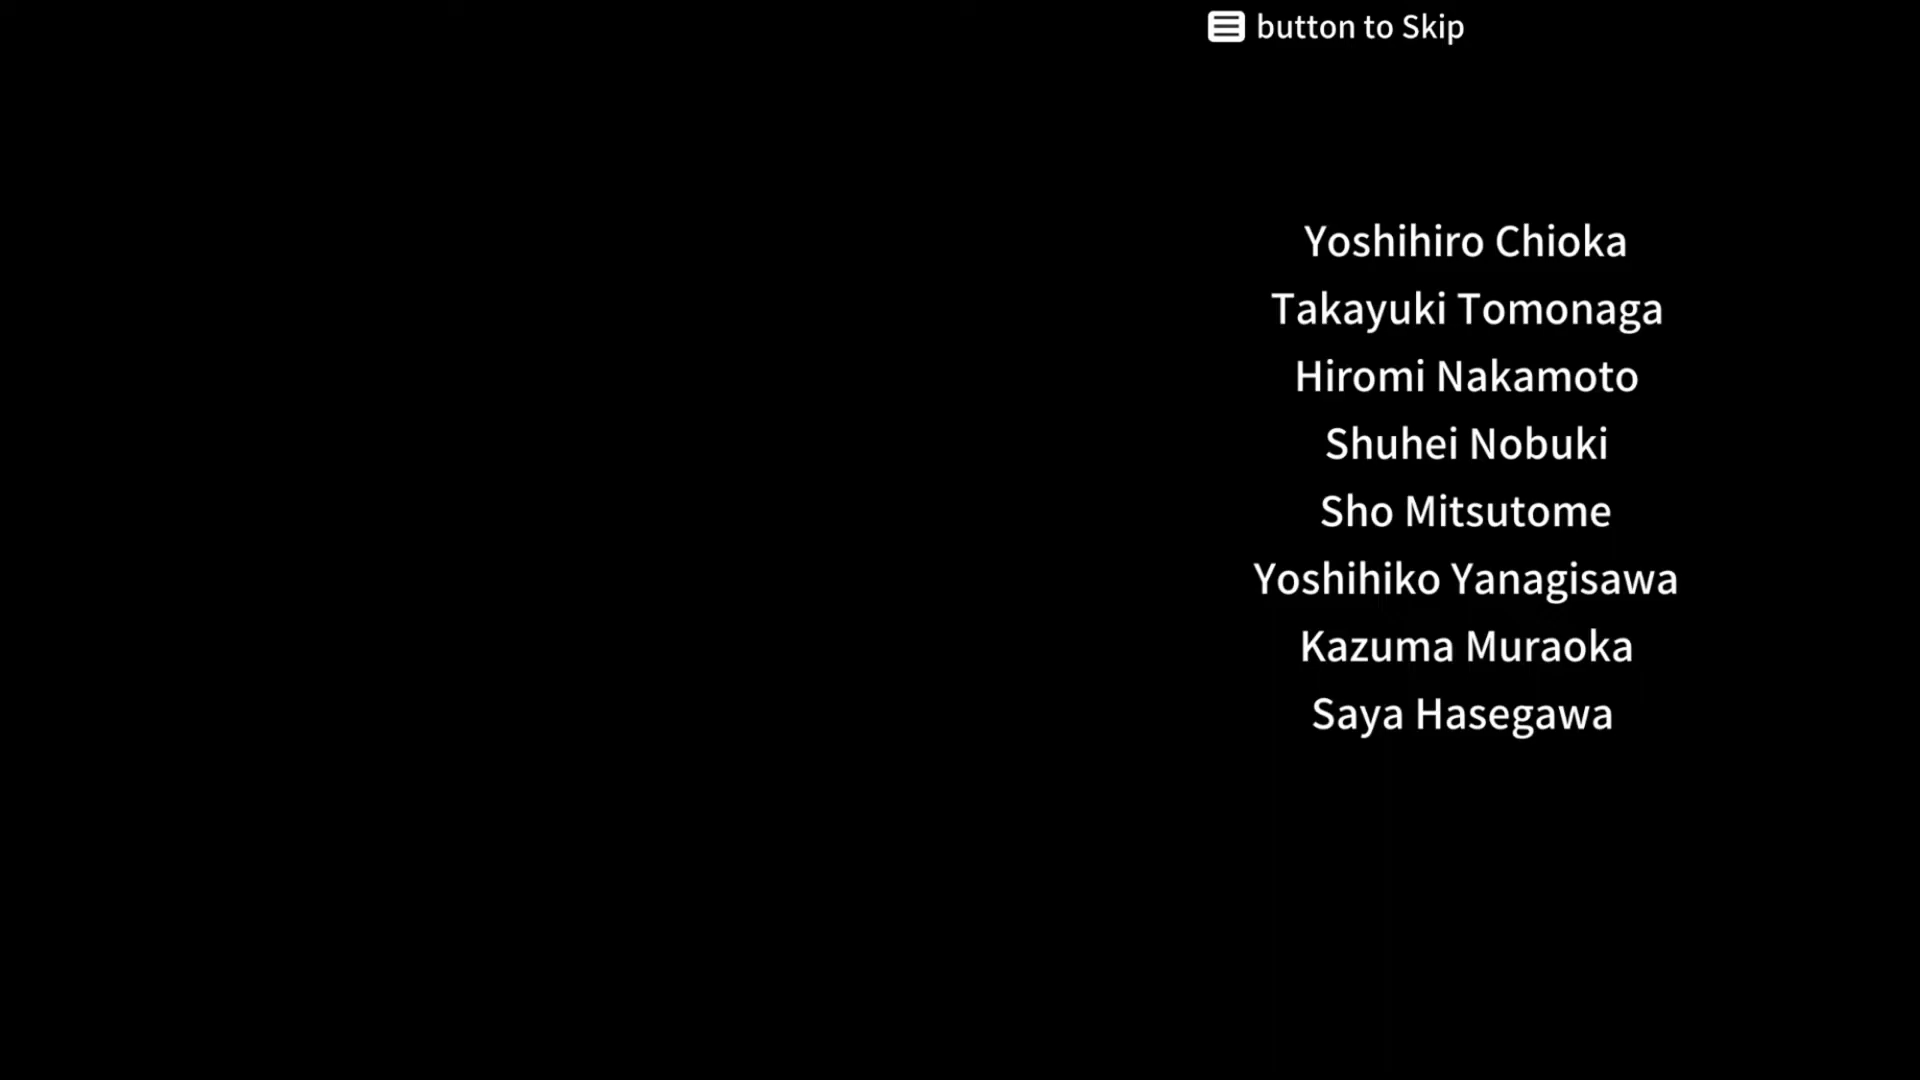 button to Skip
Yoshihiro Chioka
Takayuki Tomonaga
Hiromi Nakamoto
Shuhei Nobuki
Sho Mitsutome
Yoshihiko Yanagisawa
Kazuma Muraoka
Saya Hasegawa